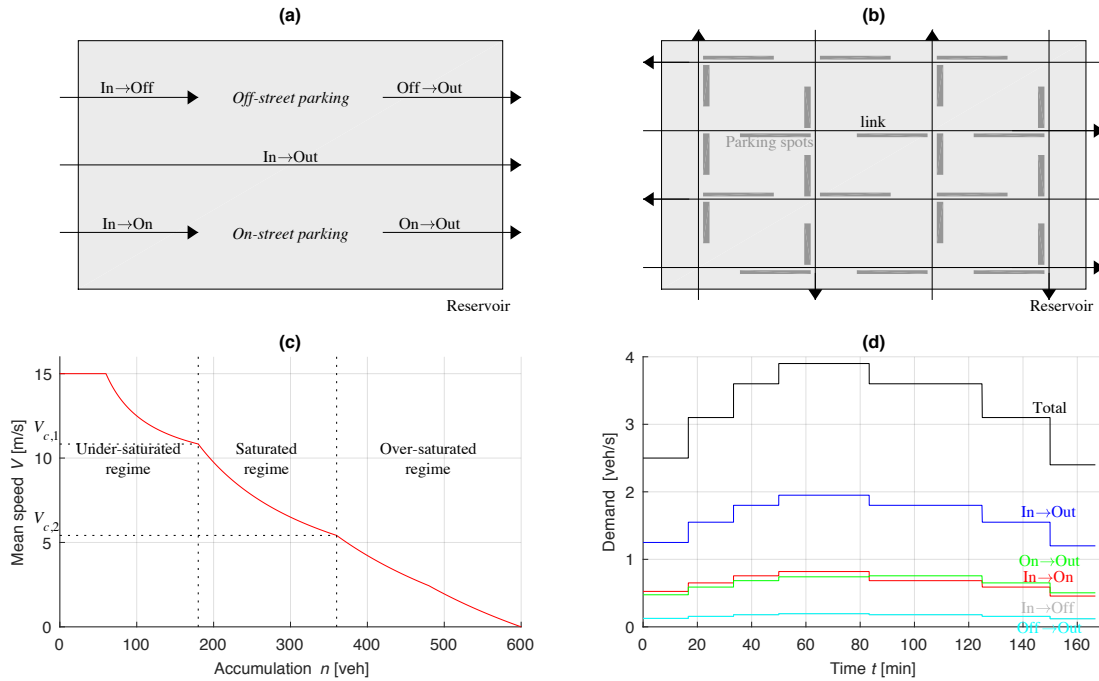 (a)
In→Off
Off-street parking
Off→Out
In→Out
In→On
On-street parking
On→Out
Reservoir
(b)
link
Parking spots
Reservoir
(c)
Mean speed V [m/s]
15
10
5
0
V_{c,1}
V_{c,2}
Under-saturated
regime
Saturated
regime
Over-saturated
regime
0 100 200 300 400 500 600
Accumulation n [veh]
(d)
Demand [veh/s]
4
3
2
1
0
Total
In→Out
On→Out
In→On
In→Off
Off→Out
0 20 40 60 80 100 120 140 160
Time t [min]